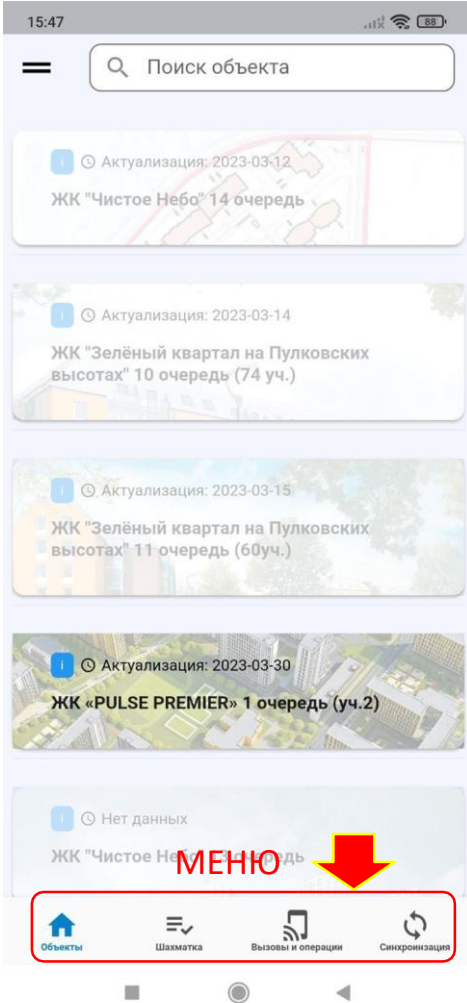 15:47
88
Поиск объекта
Актуализация: 2023-03-12
ЖК "Чистое Небо" 14 очередь
Актуализация: 2023-03-14
ЖК "Зелёный квартал на Пулковских
высотах" 10 очередь (74 уч.)
Актуализация: 2023-03-15
ЖК "Зелёный квартал на Пулковских
высотах" 11 очередь (60уч.)
Актуализация: 2023-03-30
ЖК «PULSE PREMIER» 1 очередь (уч.2)
Нет данных
ЖК "Чистое Небо" 13 очередь
МЕНЮ
Объекты Шахматка Вызовы и операции Синхроинзация